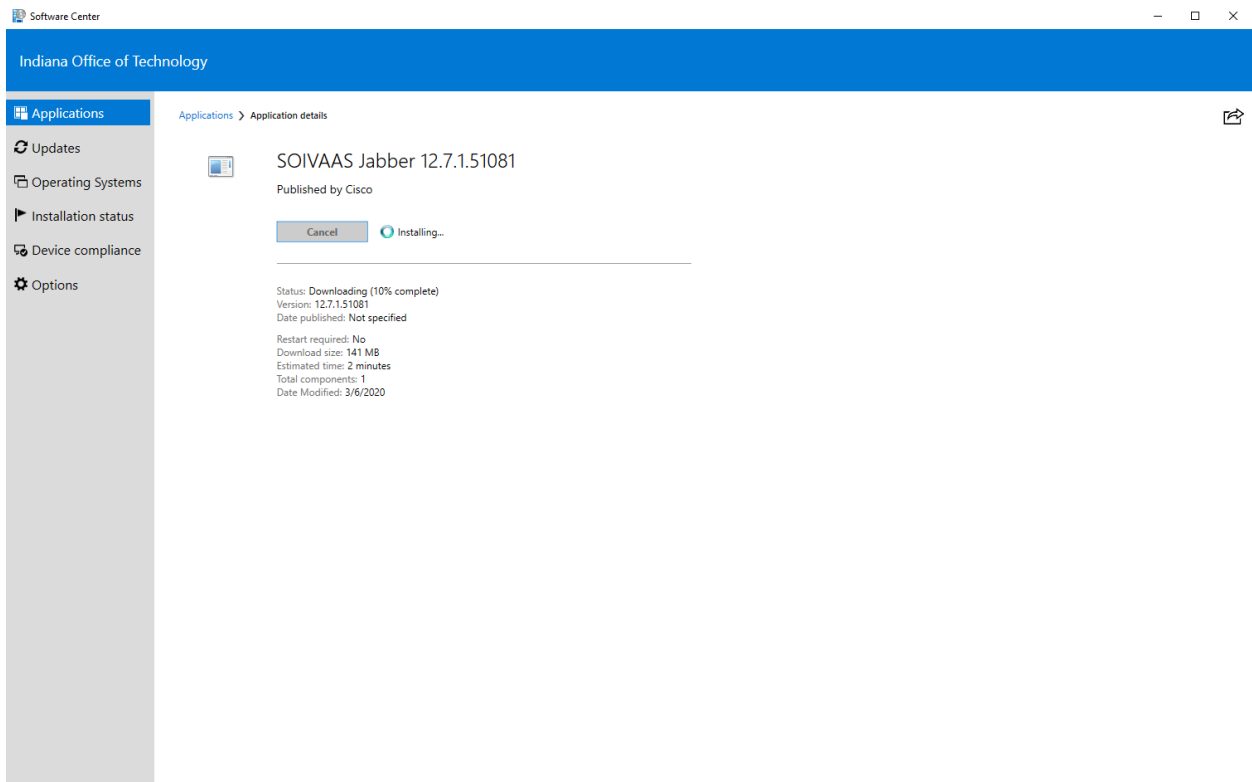 Software Center
Indiana Office of Technology
Applications
Updates
Operating Systems
Installation status
Device compliance
Options
Applications ❯ Application details
SOIVAAS Jabber 12.7.1.51081
Published by Cisco
Cancel Installing...
Status: Downloading (10% complete)
Version: 12.7.1.51081
Date published: Not specified
Restart required: No
Download size: 141 MB
Estimated time: 2 minutes
Total components: 1
Date Modified: 3/6/2020